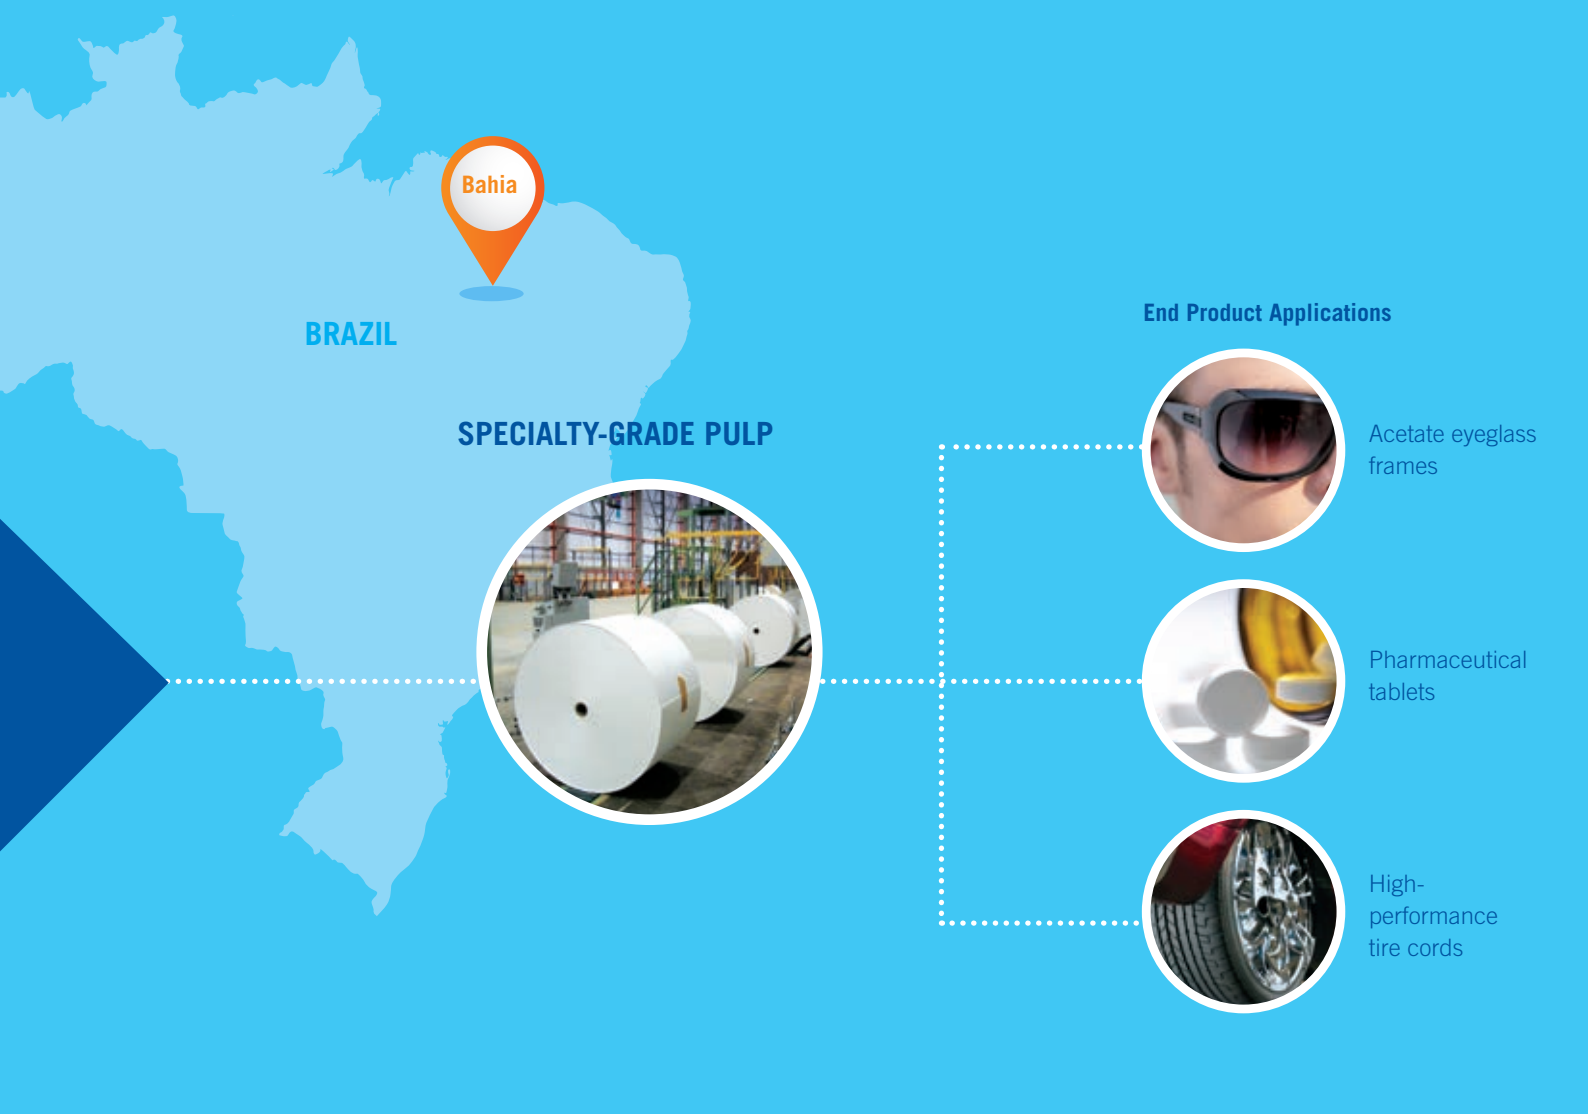 Bahia
BRAZIL
SPECIALTY-GRADE PULP
End Product Applications
Acetate eyeglass
frames
Pharmaceutical
tablets
High-
performance
tire cords